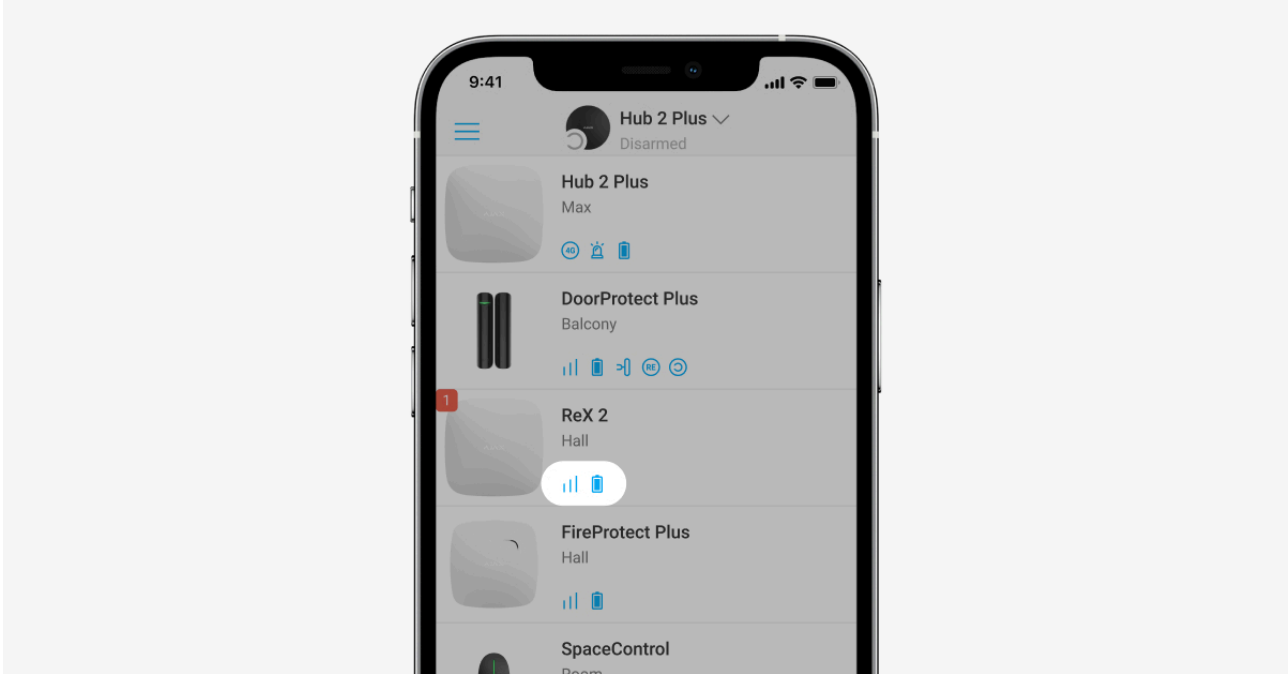 9:41
Hub 2 Plus
Disarmed
Hub 2 Plus
Max
4G
DoorProtect Plus
Balcony
RE
1
ReX 2
Hall
FireProtect Plus
Hall
SpaceControl
Room